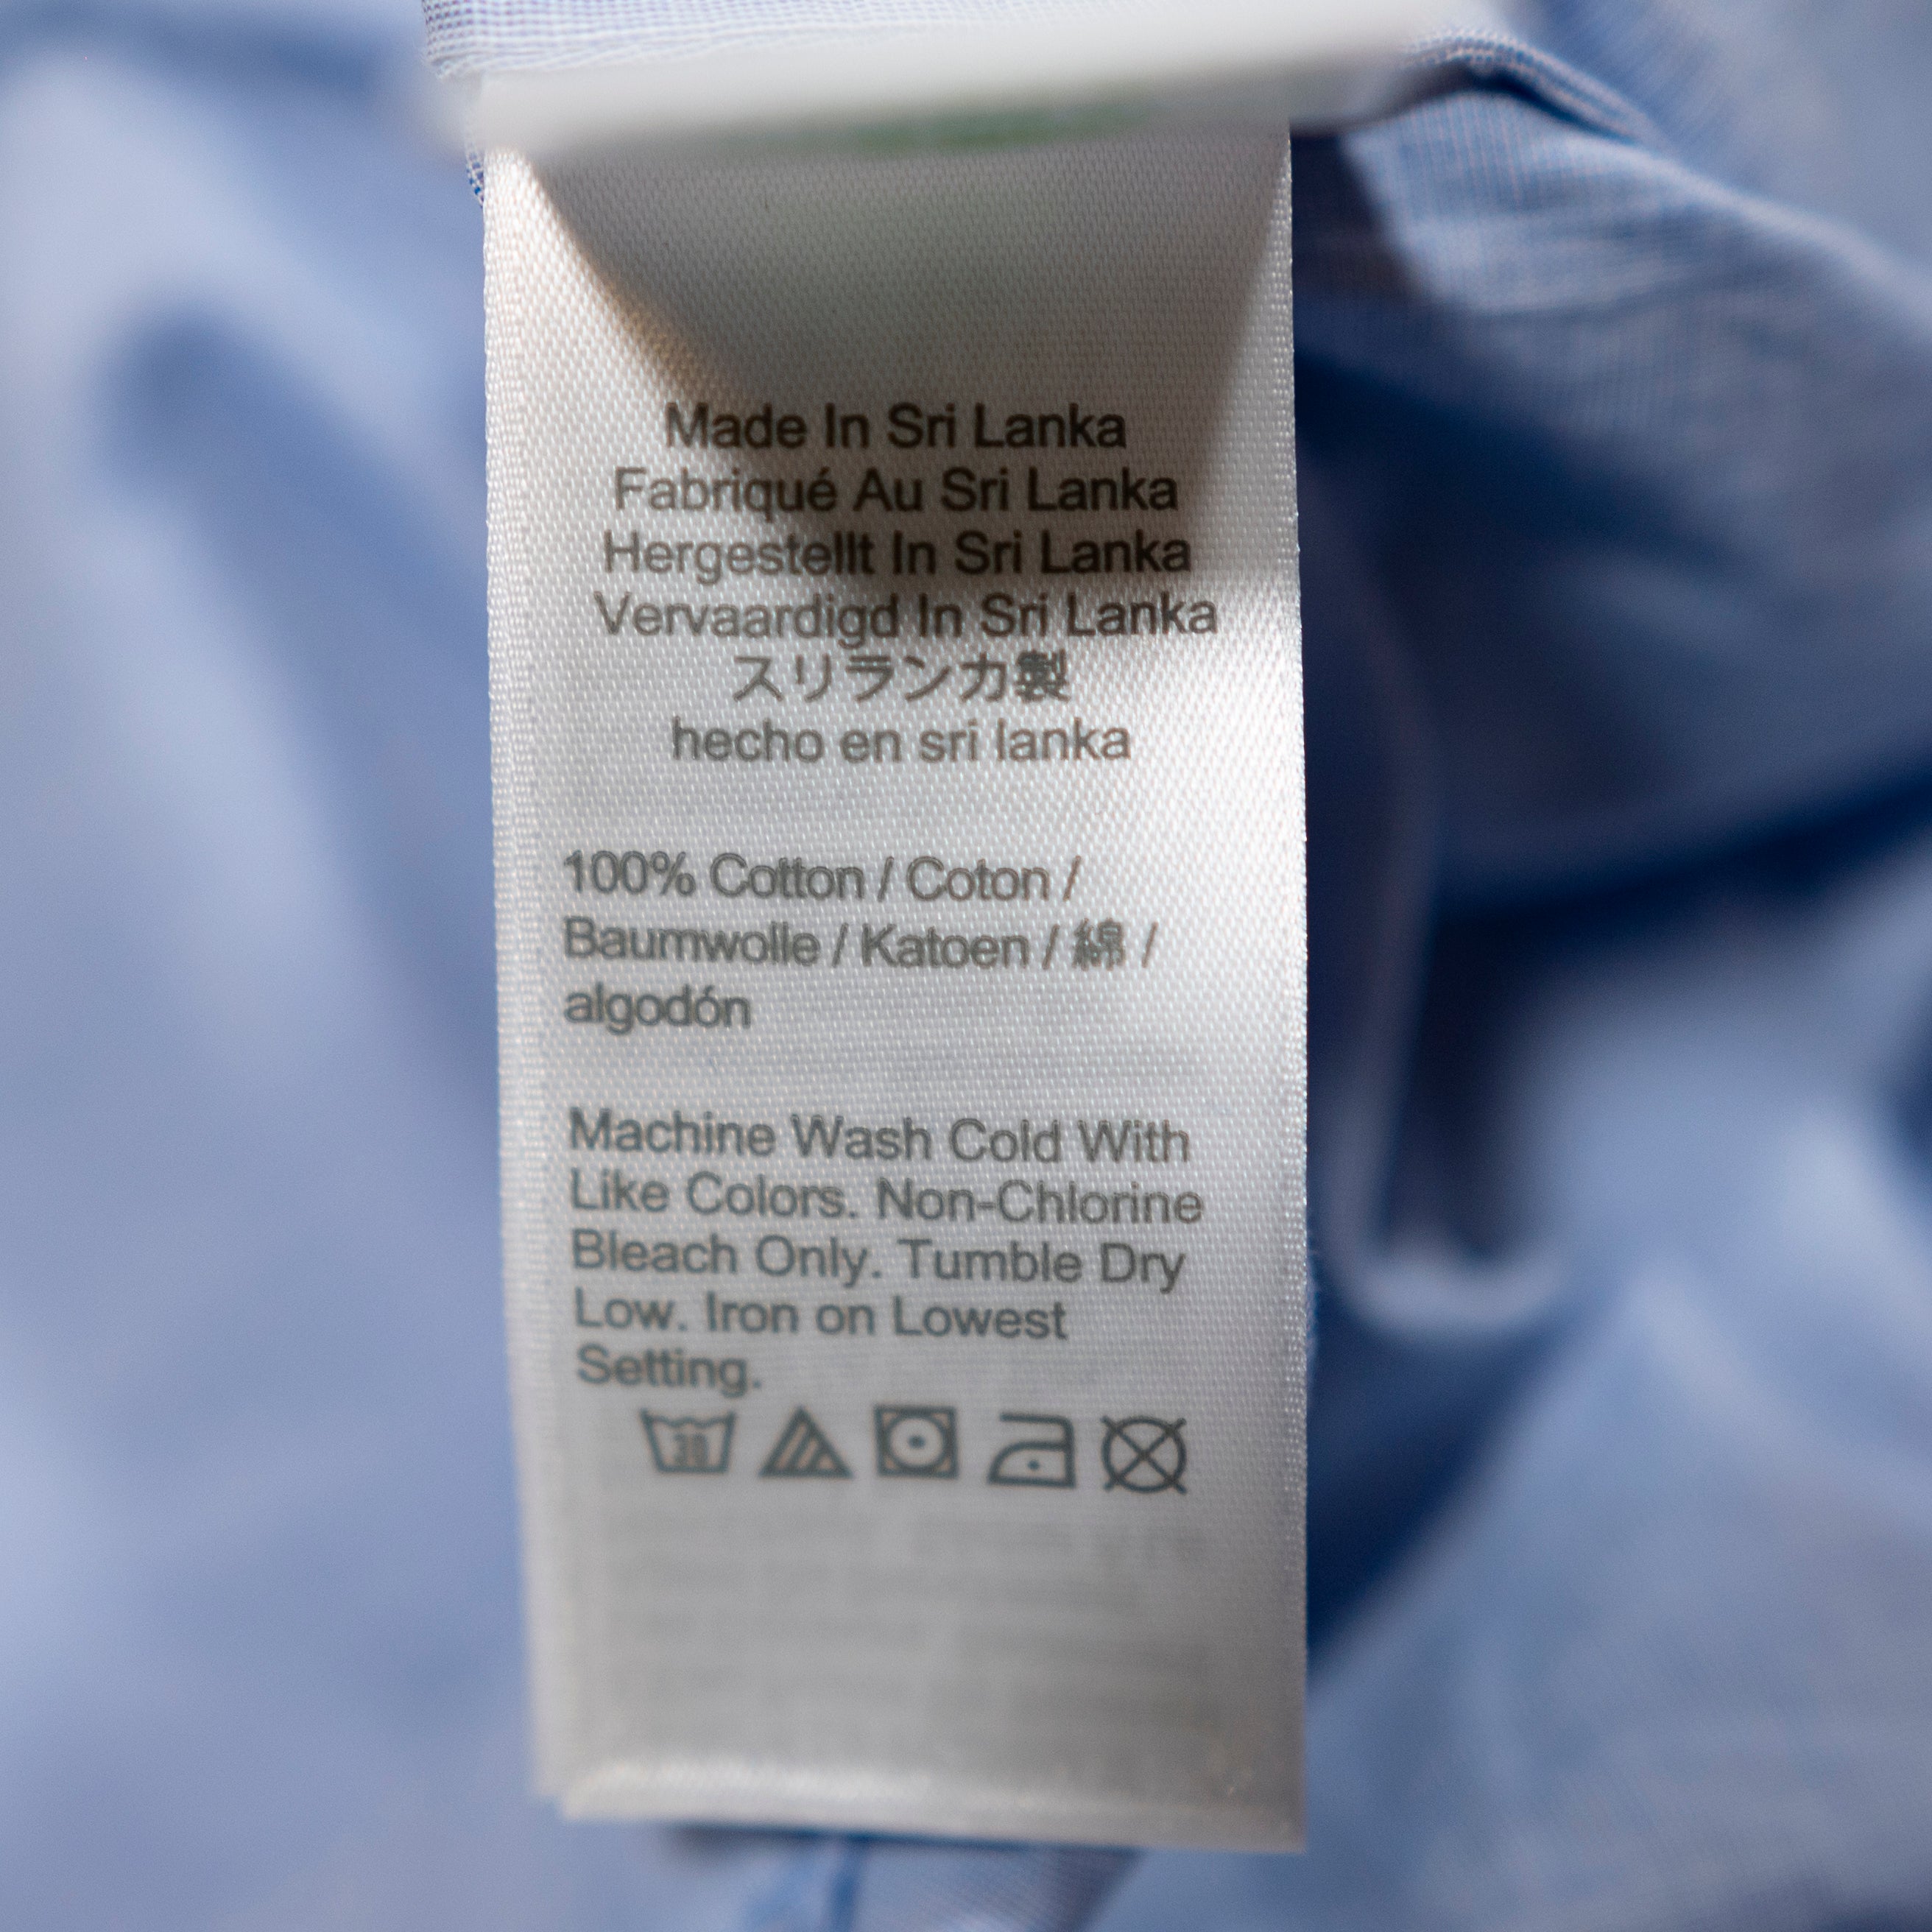 Made In Sri Lanka
Fabriqué Au Sri Lanka
Hergestellt In Sri Lanka
Vervaardigd In Sri Lanka
スリランカ製
hecho en sri lanka
100% Cotton / Coton /
Baumwolle / Katoen / 綿 /
algodón
Machine Wash Cold With
Like Colors. Non-Chlorine
Bleach Only. Tumble Dry
Low. Iron on Lowest
Setting.
30